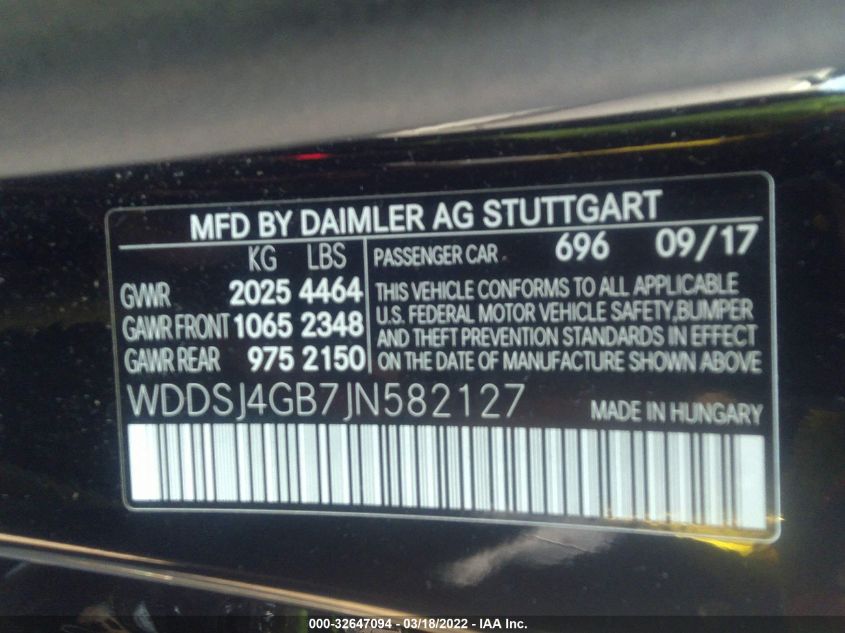 MFD BY DAIMLER AG STUTTGART
KG LBS
PASSENGER CAR 696 09/17
GVWR 2025 4464
GAWR FRONT 1065 2348
GAWR REAR 975 2150
THIS VEHICLE CONFORMS TO ALL APPLICABLE
U.S. FEDERAL MOTOR VEHICLE SAFETY, BUMPER
AND THEFT PREVENTION STANDARDS IN EFFECT
ON THE DATE OF MANUFACTURE SHOWN ABOVE
WDDSJ4GB7JN582127
MADE IN HUNGARY
000-32647094 - 03/18/2022 - IAA Inc.